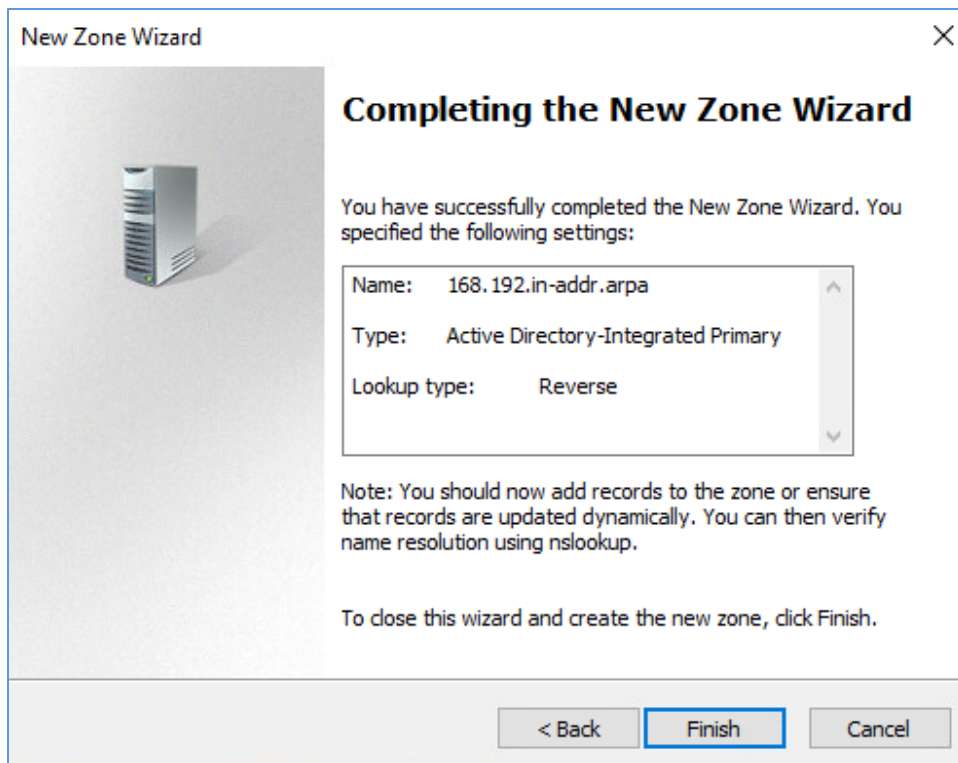 New Zone Wizard
Completing the New Zone Wizard
You have successfully completed the New Zone Wizard. You
specified the following settings:
Name: 168.192.in-addr.arpa
Type: Active Directory-Integrated Primary
Lookup type: Reverse
Note: You should now add records to the zone or ensure
that records are updated dynamically. You can then verify
name resolution using nslookup.
To close this wizard and create the new zone, click Finish.
< Back Finish Cancel